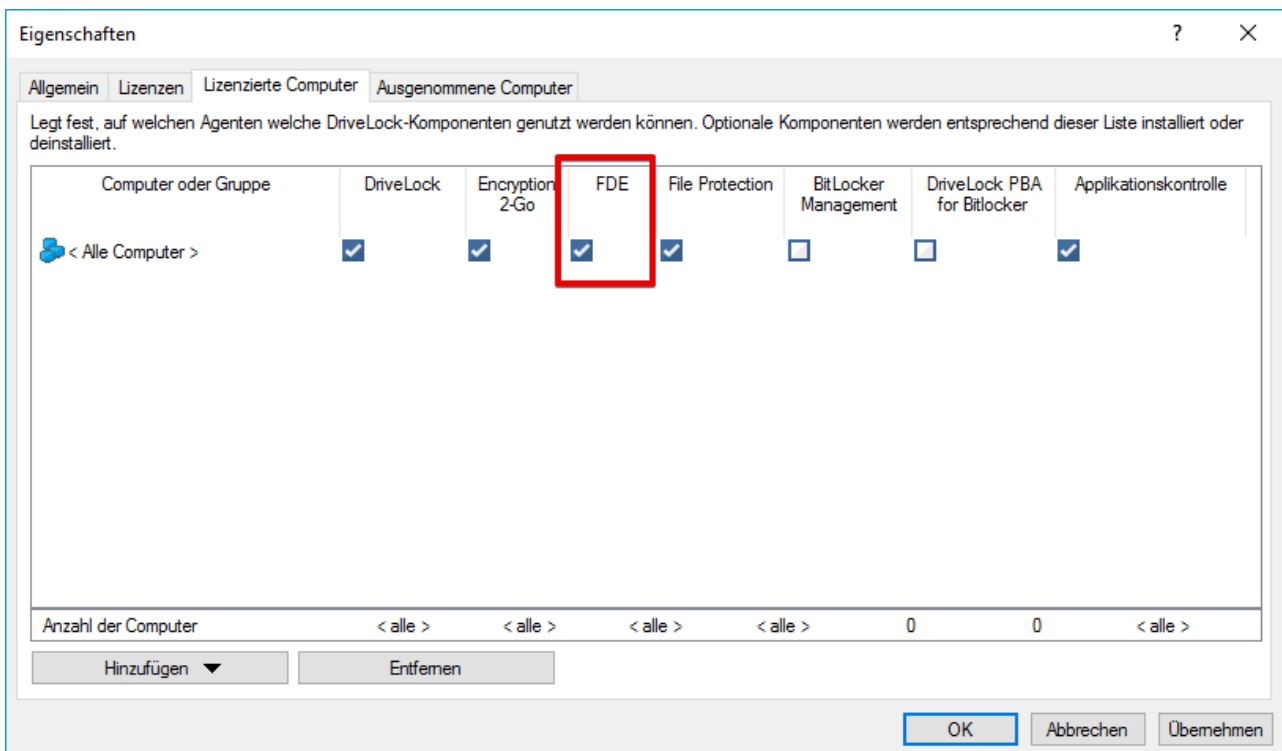 Eigenschaften
?
Allgemein Lizenzen Lizenzierte Computer Ausgenommene Computer
Legt fest, auf welchen Agenten welche DriveLock-Komponenten genutzt werden können. Optionale Komponenten werden entsprechend dieser Liste installiert oder
deinstalliert.
Computer oder Gruppe DriveLock Encryption FDE File Protection BitLocker DriveLock PBA Applikationskontrolle
2-Go Management for Bitlocker
< Alle Computer >
Anzahl der Computer < alle > < alle > < alle > < alle > 0 0 < alle >
Hinzufügen Entfernen
OK Abbrechen Übernehmen